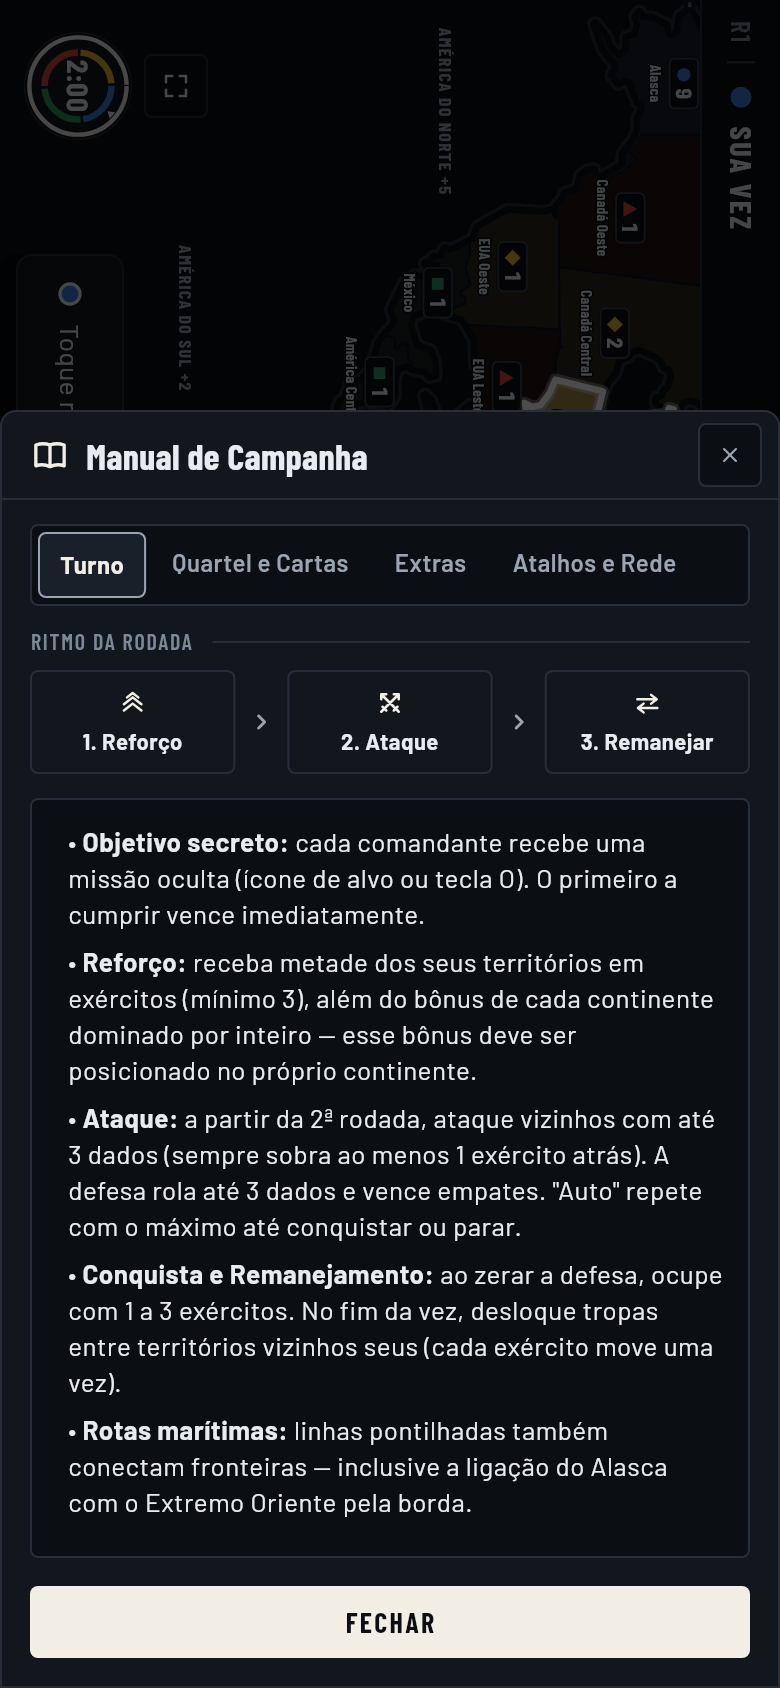 R1 | SUA VEZ
2:00
AMÉRICA DO NORTE +5
AMÉRICA DO SUL +2
Alasca
9
Canadá Oeste
1
EUA Oeste
1
México
1
Canadá Central
2
América Cent
1
EUA Leste
1
Toque
Manual de Campanha
Turno
Quartel e Cartas
Extras
Atalhos e Rede
RITMO DA RODADA
1. Reforço
2. Ataque
3. Remanejar
• Objetivo secreto: cada comandante recebe uma
missão oculta (ícone de alvo ou tecla O). O primeiro a
cumprir vence imediatamente.
• Reforço: receba metade dos seus territórios em
exércitos (mínimo 3), além do bônus de cada continente
dominado por inteiro — esse bônus deve ser
posicionado no próprio continente.
• Ataque: a partir da 2ª rodada, ataque vizinhos com até
3 dados (sempre sobra ao menos 1 exército atrás). A
defesa rola até 3 dados e vence empates. "Auto" repete
com o máximo até conquistar ou parar.
• Conquista e Remanejamento: ao zerar a defesa, ocupe
com 1 a 3 exércitos. No fim da vez, desloque tropas
entre territórios vizinhos seus (cada exército move uma
vez).
• Rotas marítimas: linhas pontilhadas também
conectam fronteiras — inclusive a ligação do Alasca
com o Extremo Oriente pela borda.
FECHAR